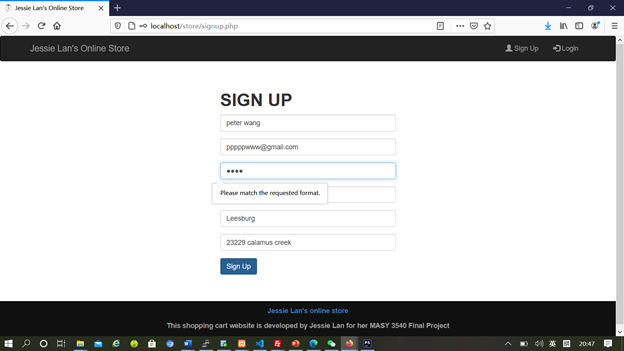 Jessie Lan's Online Store
localhost/store/signup.php
Jessie Lan's Online Store
Sign Up
Login
SIGN UP
peter wang
pppppwww@gmail.com
Please match the requested format.
Leesburg
23229 calamus creek
Sign Up
Jessie Lan's online store
This shopping cart website is developed by Jessie Lan for her MASY 3540 Final Project
英
20:47